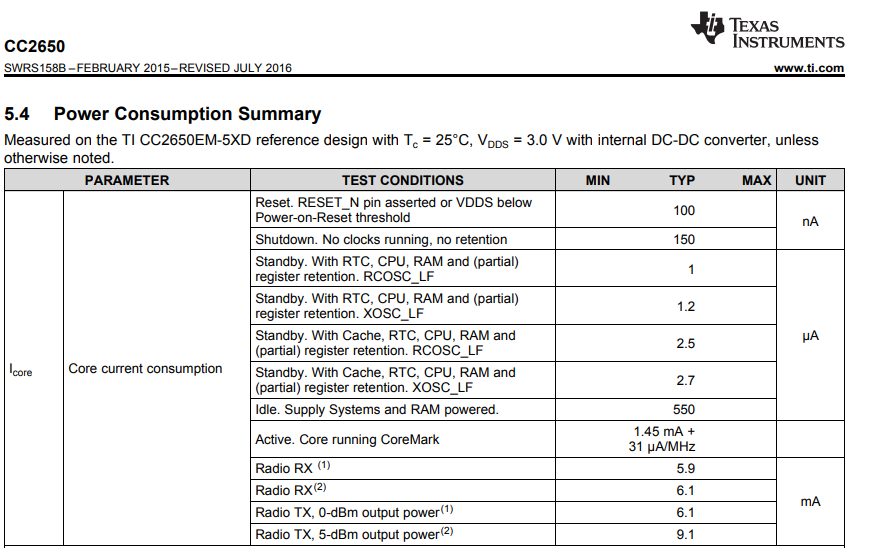 TEXAS
INSTRUMENTS
CC2650
SWRS158B – FEBRUARY 2015 – REVISED JULY 2016
www.ti.com
5.4 Power Consumption Summary
Measured on the TI CC2650EM-5XD reference design with Tc = 25°C, VDDS = 3.0 V with internal DC-DC converter, unless
otherwise noted.
PARAMETER TEST CONDITIONS MIN TYP MAX UNIT
Icore Core current consumption
Reset. RESET_N pin asserted or VDDS below
Power-on-Reset threshold
100
nA
Shutdown. No clocks running, no retention 150
Standby. With RTC, CPU, RAM and (partial)
register retention. RCOSC_LF
1
µA
Standby. With RTC, CPU, RAM and (partial)
register retention. XOSC_LF
1.2
Standby. With Cache, RTC, CPU, RAM and
(partial) register retention. RCOSC_LF
2.5
Standby. With Cache, RTC, CPU, RAM and
(partial) register retention. XOSC_LF
2.7
Idle. Supply Systems and RAM powered. 550
Active. Core running CoreMark
1.45 mA +
31 µA/MHz
Radio RX (1) 5.9
mA
Radio RX(2) 6.1
Radio TX, 0-dBm output power(1) 6.1
Radio TX, 5-dBm output power(2) 9.1